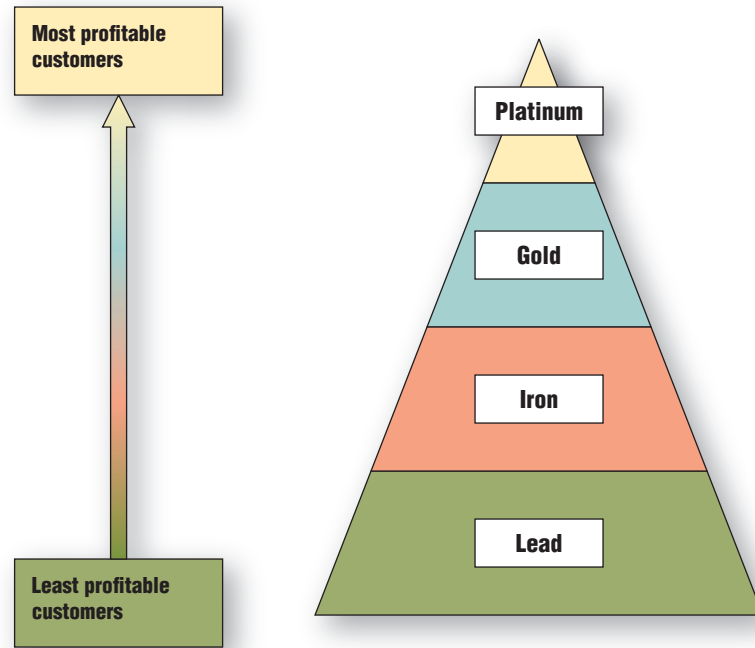 Most profitable
customers
Platinum
Gold
Iron
Lead
Least profitable
customers